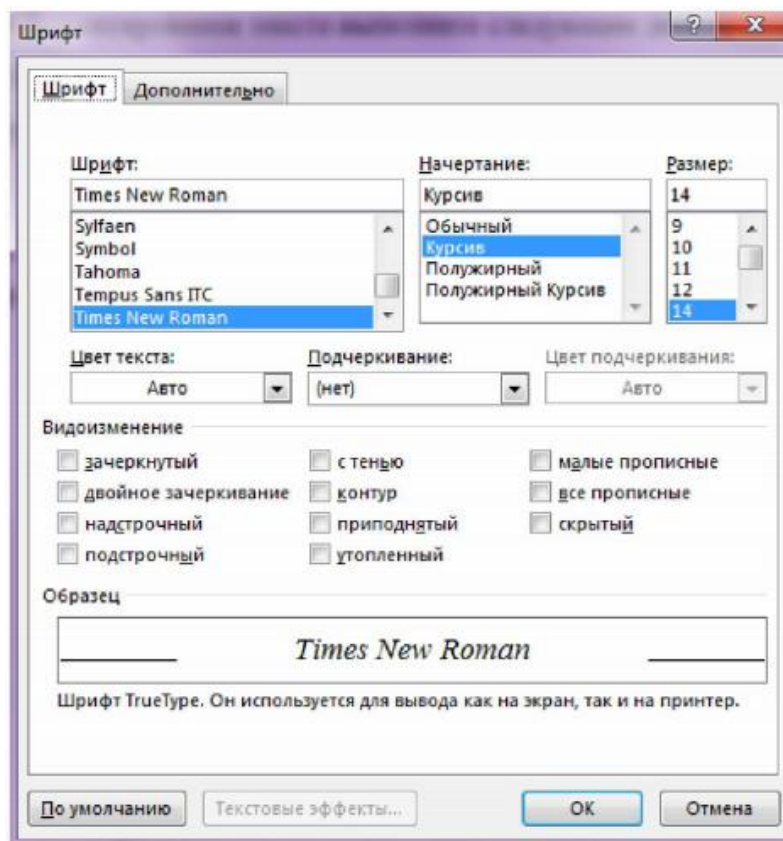 Шрифт
Шрифт Дополнительно
Шрифт: Начертание: Размер:
Times New Roman Курсив 14
Sylfaen Обычный 9
Symbol Курсив 10
Tahoma Полужирный 11
Tempus Sans ITC Полужирный Курсив 12
Times New Roman 14
Цвет текста: Подчеркивание: Цвет подчеркивания:
Авто (нет) Авто
Видоизменение
зачеркнутый с тенью малые прописные
двойное зачеркивание контур все прописные
надстрочный приподнятый скрытый
подстрочный утопленный
Образец
Times New Roman
Шрифт TrueType. Он используется для вывода как на экран, так и на принтер.
По умолчанию Текстовые эффекты... ОК Отмена